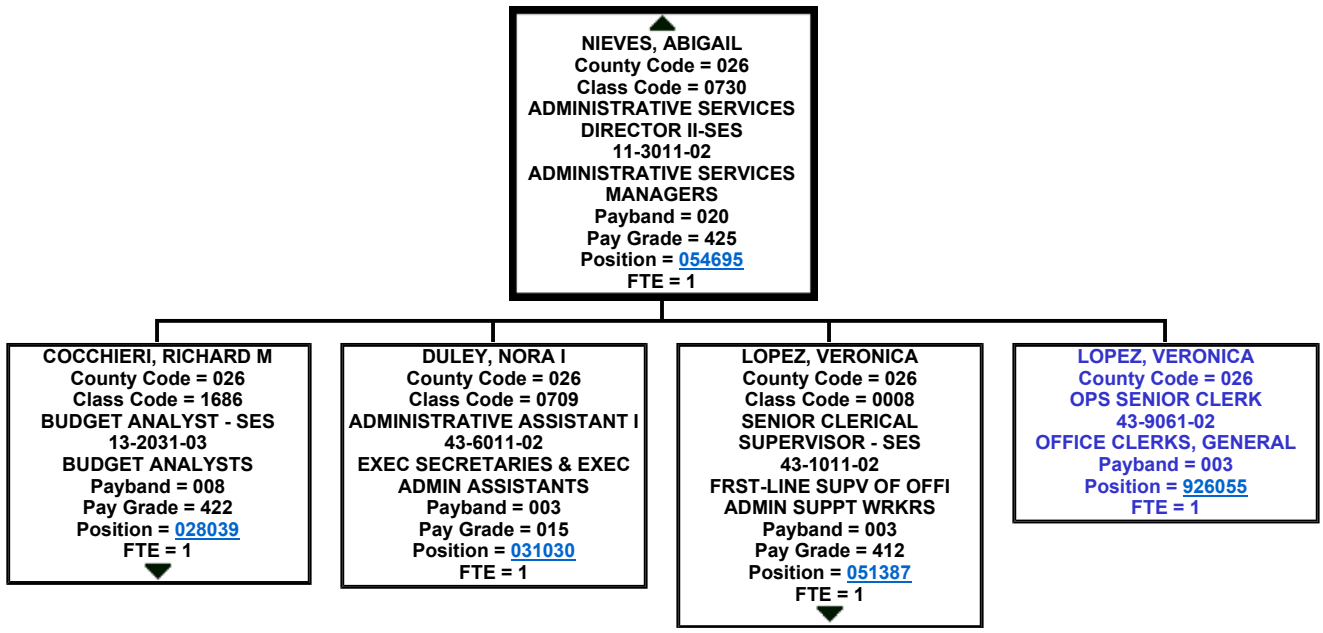 NIEVES, ABIGAIL
County Code = 026
Class Code = 0730
ADMINISTRATIVE SERVICES
DIRECTOR II-SES
11-3011-02
ADMINISTRATIVE SERVICES
MANAGERS
Payband = 020
Pay Grade = 425
Position = 054695
FTE = 1
COCCHIERI, RICHARD M
County Code = 026
Class Code = 1686
BUDGET ANALYST - SES
13-2031-03
BUDGET ANALYSTS
Payband = 008
Pay Grade = 422
Position = 028039
FTE = 1
DULEY, NORA I
County Code = 026
Class Code = 0709
ADMINISTRATIVE ASSISTANT I
43-6011-02
EXEC SECRETARIES & EXEC
ADMIN ASSISTANTS
Payband = 003
Pay Grade = 015
Position = 031030
FTE = 1
LOPEZ, VERONICA
County Code = 026
Class Code = 0008
SENIOR CLERICAL
SUPERVISOR - SES
43-1011-02
FRST-LINE SUPV OF OFFI
ADMIN SUPPT WRKRS
Payband = 003
Pay Grade = 412
Position = 051387
FTE = 1
LOPEZ, VERONICA
County Code = 026
OPS SENIOR CLERK
43-9061-02
OFFICE CLERKS, GENERAL
Payband = 003
Position = 926055
FTE = 1